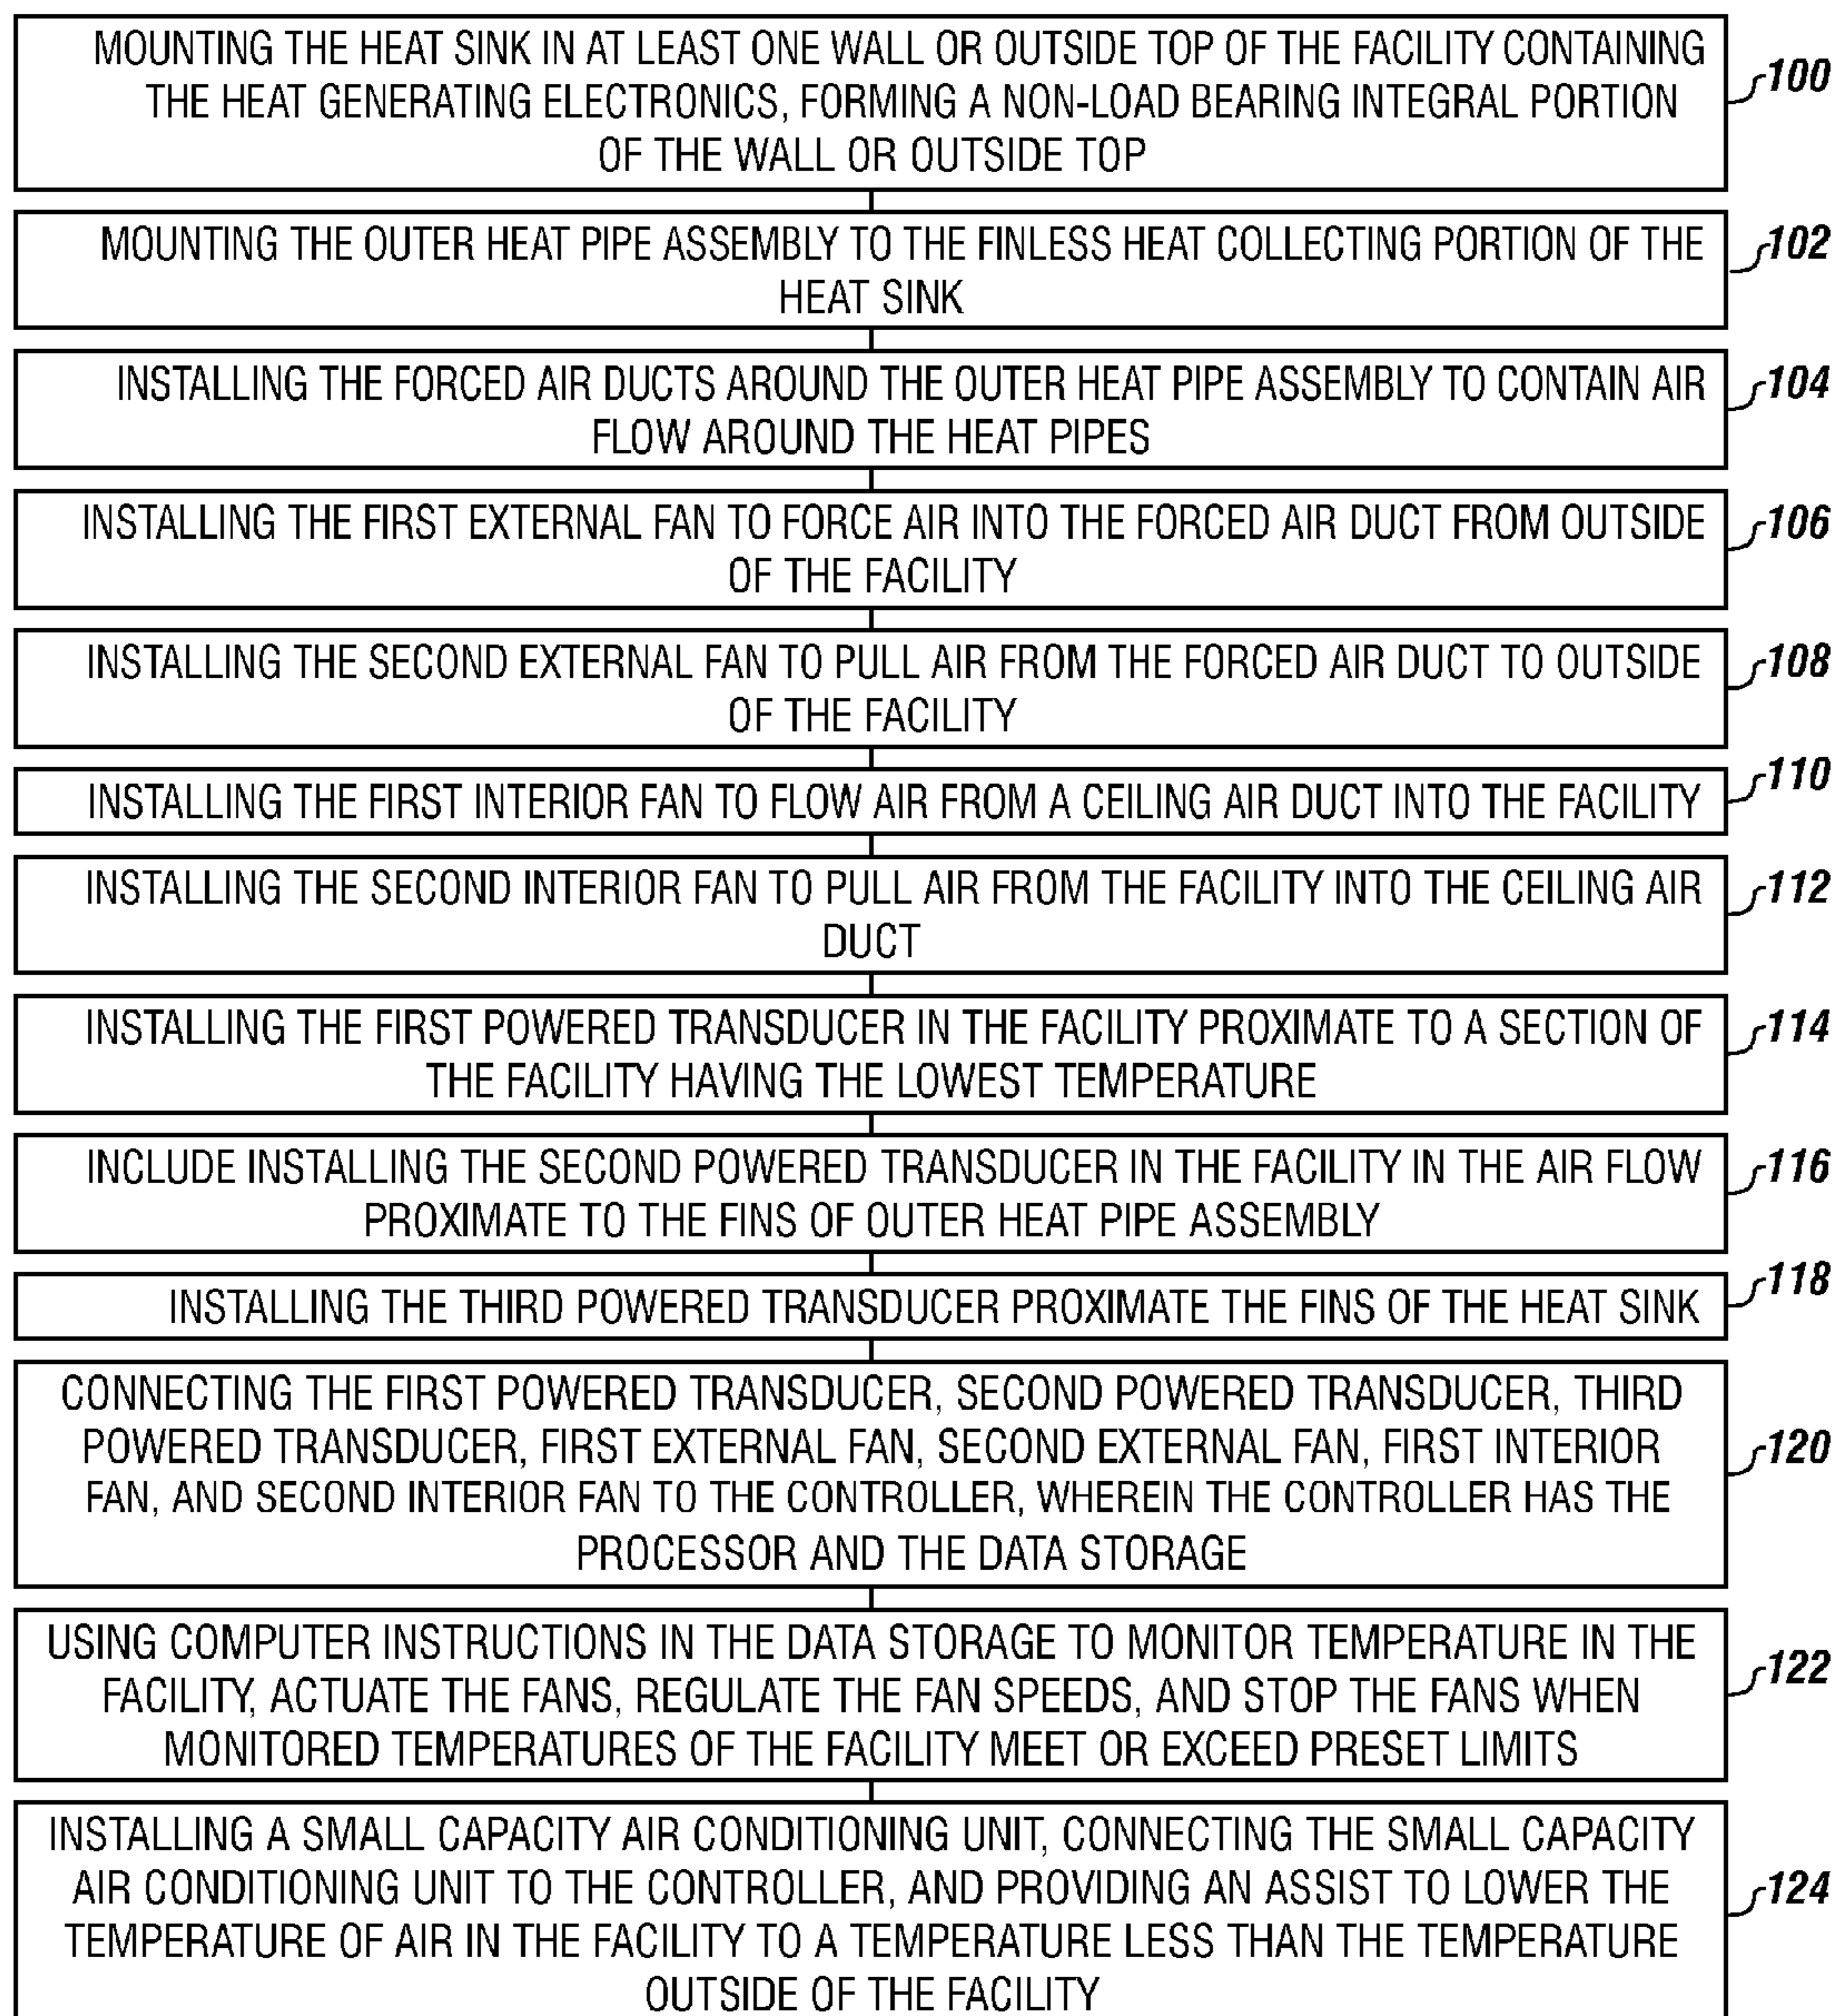 MOUNTING THE HEAT SINK IN AT LEAST ONE WALL OR OUTSIDE TOP OF THE FACILITY CONTAINING
THE HEAT GENERATING ELECTRONICS, FORMING A NON-LOAD BEARING INTEGRAL PORTION
OF THE WALL OR OUTSIDE TOP
100
MOUNTING THE OUTER HEAT PIPE ASSEMBLY TO THE FINLESS HEAT COLLECTING PORTION OF THE
HEAT SINK
102
INSTALLING THE FORCED AIR DUCTS AROUND THE OUTER HEAT PIPE ASSEMBLY TO CONTAIN AIR
FLOW AROUND THE HEAT PIPES
104
INSTALLING THE FIRST EXTERNAL FAN TO FORCE AIR INTO THE FORCED AIR DUCT FROM OUTSIDE
OF THE FACILITY
106
INSTALLING THE SECOND EXTERNAL FAN TO PULL AIR FROM THE FORCED AIR DUCT TO OUTSIDE
OF THE FACILITY
108
INSTALLING THE FIRST INTERIOR FAN TO FLOW AIR FROM A CEILING AIR DUCT INTO THE FACILITY
110
INSTALLING THE SECOND INTERIOR FAN TO PULL AIR FROM THE FACILITY INTO THE CEILING AIR
DUCT
112
INSTALLING THE FIRST POWERED TRANSDUCER IN THE FACILITY PROXIMATE TO A SECTION OF
THE FACILITY HAVING THE LOWEST TEMPERATURE
114
INCLUDE INSTALLING THE SECOND POWERED TRANSDUCER IN THE FACILITY IN THE AIR FLOW
PROXIMATE TO THE FINS OF OUTER HEAT PIPE ASSEMBLY
116
INSTALLING THE THIRD POWERED TRANSDUCER PROXIMATE THE FINS OF THE HEAT SINK
118
CONNECTING THE FIRST POWERED TRANSDUCER, SECOND POWERED TRANSDUCER, THIRD
POWERED TRANSDUCER, FIRST EXTERNAL FAN, SECOND EXTERNAL FAN, FIRST INTERIOR
FAN, AND SECOND INTERIOR FAN TO THE CONTROLLER, WHEREIN THE CONTROLLER HAS THE
PROCESSOR AND THE DATA STORAGE
120
USING COMPUTER INSTRUCTIONS IN THE DATA STORAGE TO MONITOR TEMPERATURE IN THE
FACILITY, ACTUATE THE FANS, REGULATE THE FAN SPEEDS, AND STOP THE FANS WHEN
MONITORED TEMPERATURES OF THE FACILITY MEET OR EXCEED PRESET LIMITS
122
INSTALLING A SMALL CAPACITY AIR CONDITIONING UNIT, CONNECTING THE SMALL CAPACITY
AIR CONDITIONING UNIT TO THE CONTROLLER, AND PROVIDING AN ASSIST TO LOWER THE
TEMPERATURE OF AIR IN THE FACILITY TO A TEMPERATURE LESS THAN THE TEMPERATURE
OUTSIDE OF THE FACILITY
124